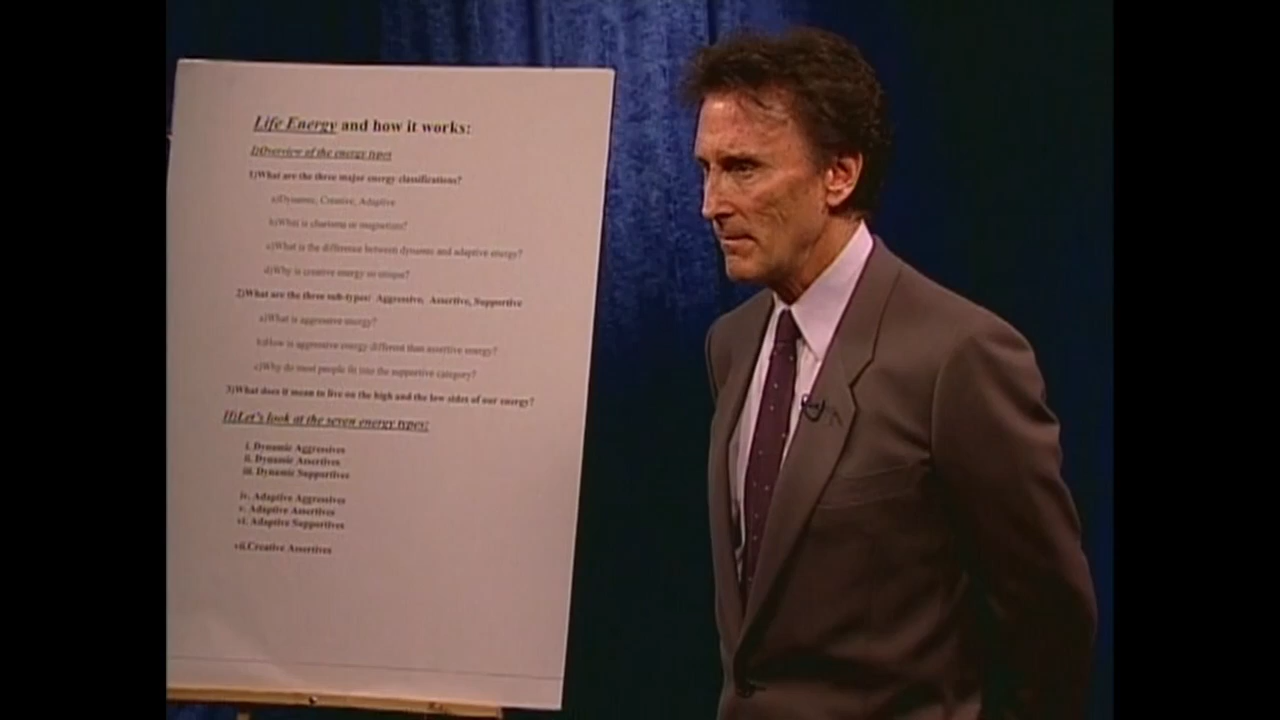 Life Energy and how it works:
I)Overview of the energy types
1)What are the three major energy classifications?
a)Dynamic, Creative, Adaptive
b)What is charisma or magnetism?
c)What is the difference between dynamic and adaptive energy?
d)Why is creative energy so unique?
2)What are the three sub-types: Aggressive, Assertive, Supportive
a)What is aggressive energy?
b)How is aggressive energy different than assertive energy?
c)Why do most people fit into the supportive category?
3)What does it mean to live on the high and the low sides of our energy?
II)Let's look at the seven energy types:
i. Dynamic Aggressives
ii. Dynamic Assertives
iii. Dynamic Supportives
iv. Adaptive Aggressives
v. Adaptive Assertives
vi. Adaptive Supportives
vii.Creative Assertives